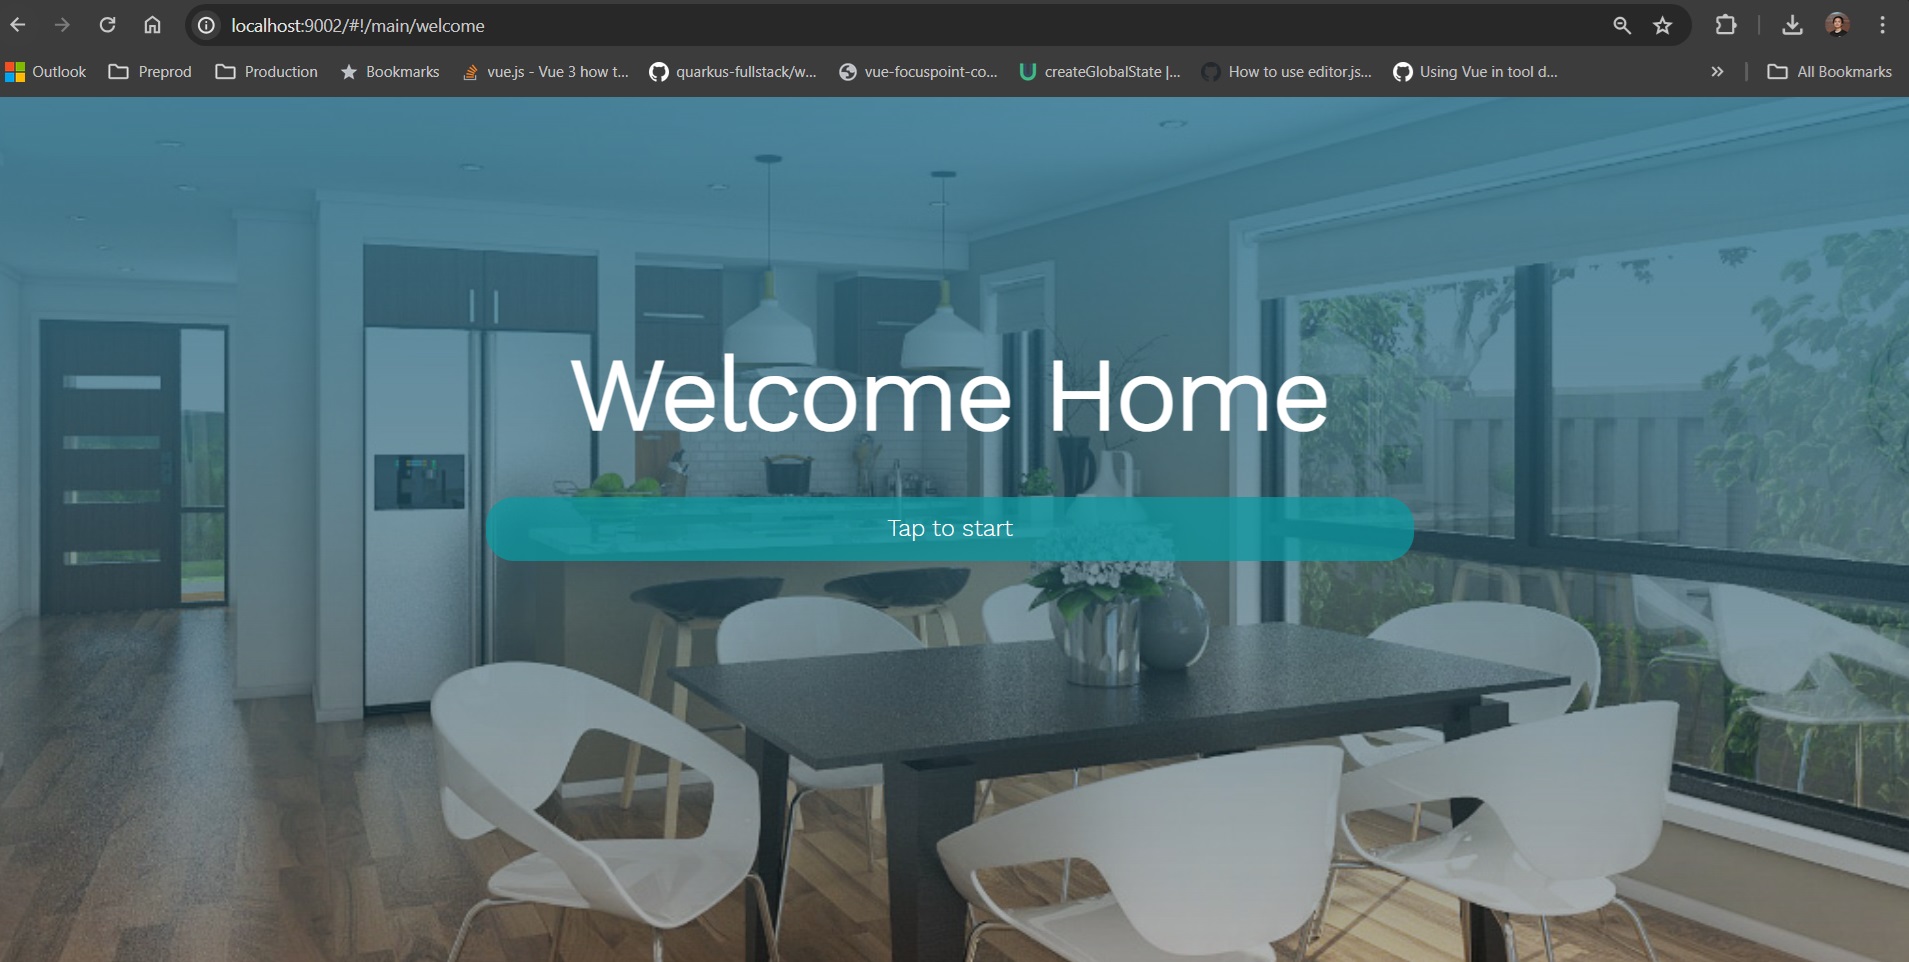 localhost:9002/#!/main/welcome
Outlook Preprod Production Bookmarks vue.js - Vue 3 how t... quarkus-fullstack/w... vue-focuspoint-co... createGlobalState |... How to use editor.js... Using Vue in tool d... » All Bookmarks
Welcome Home
Tap to start